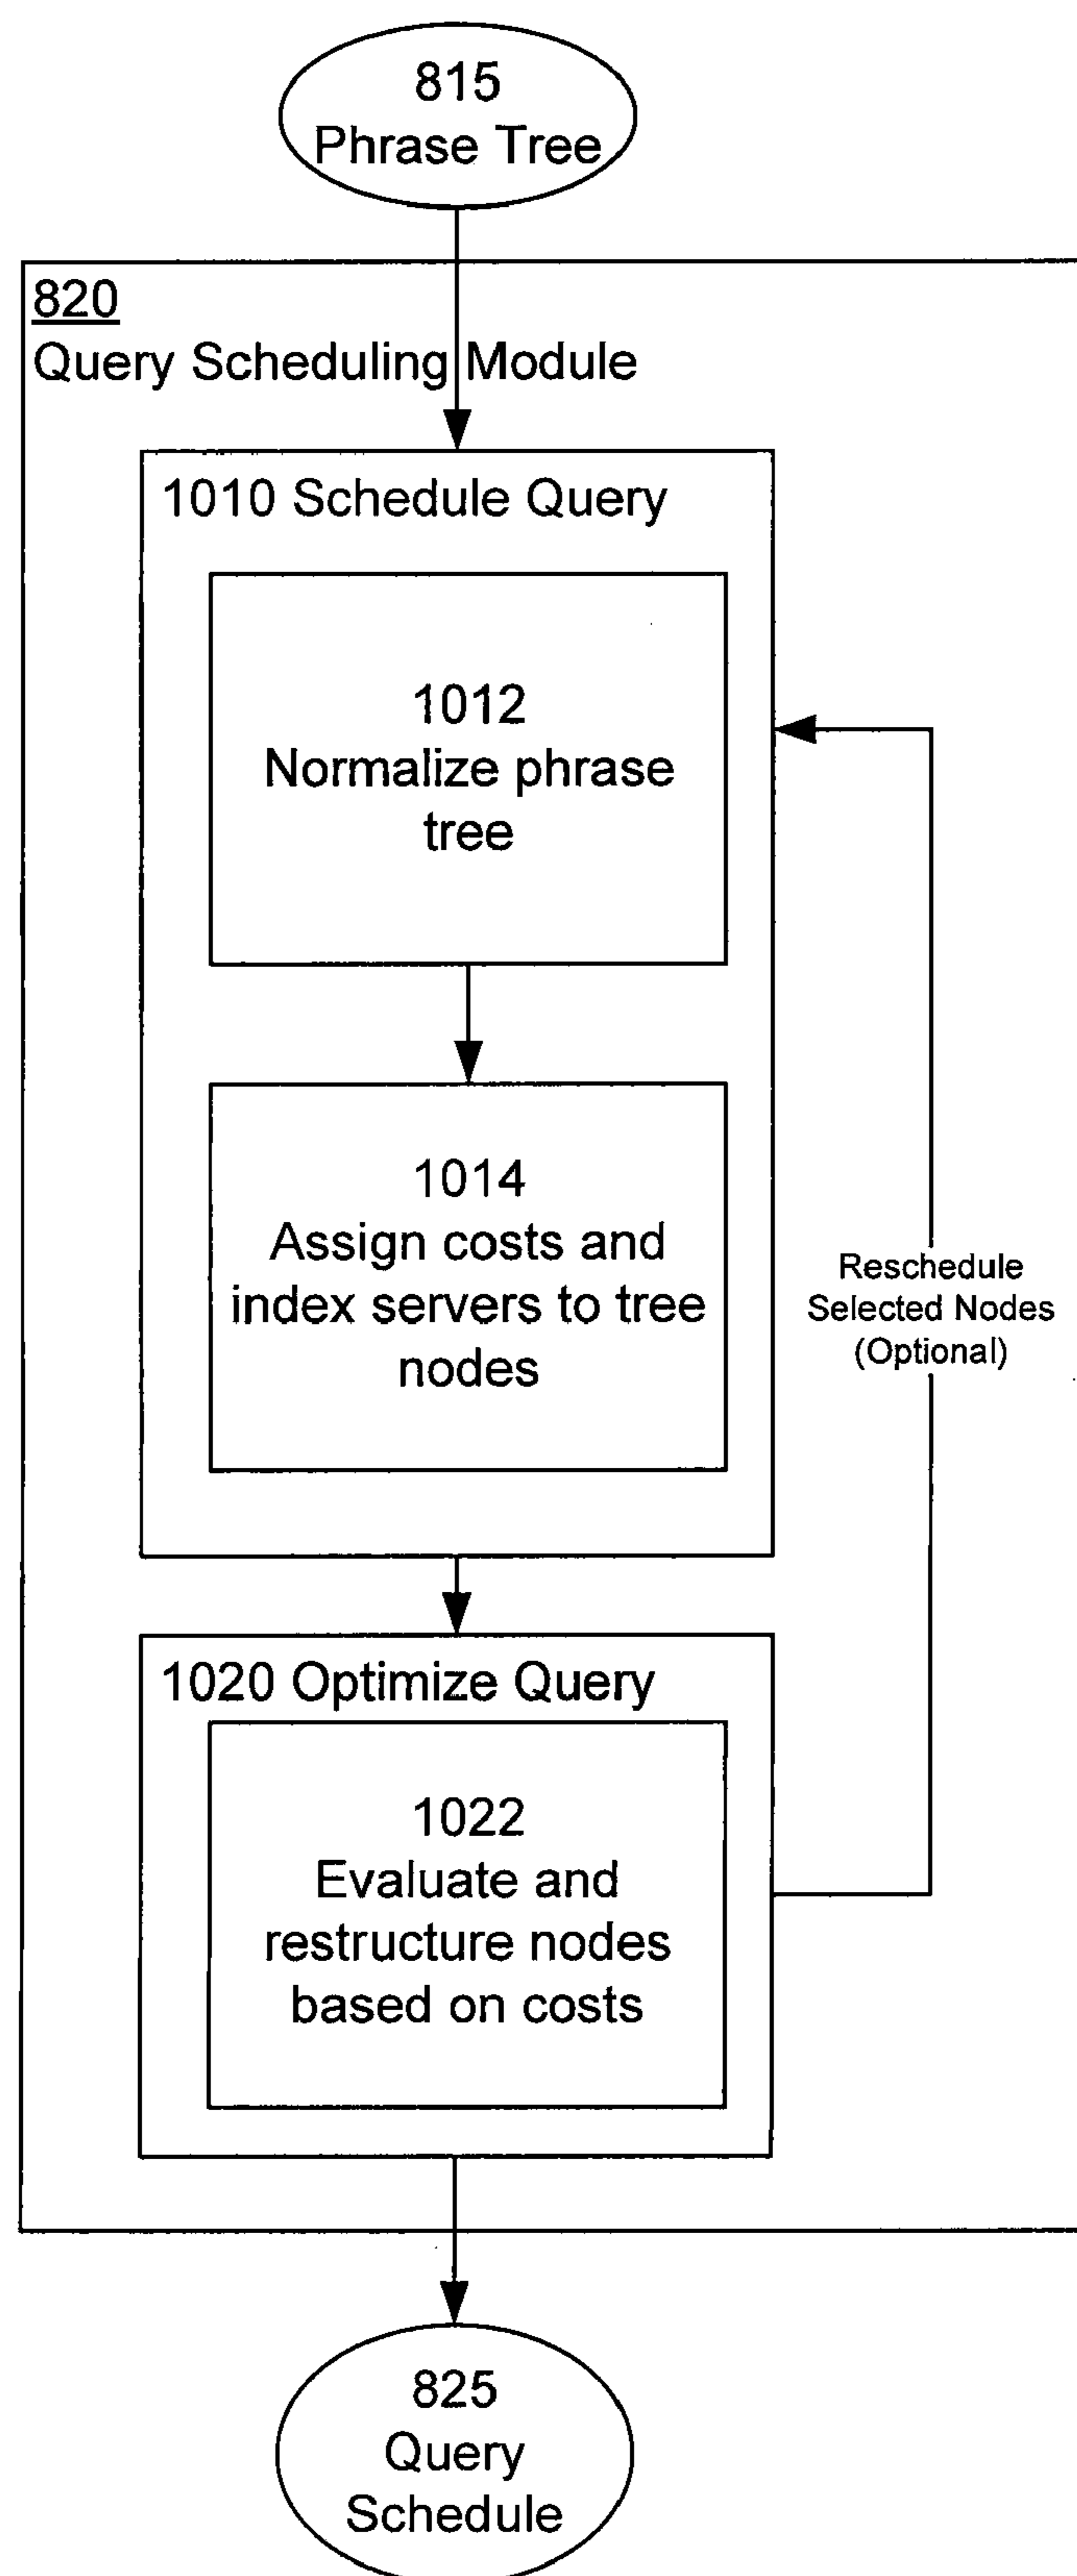 815
Phrase Tree
820
Query Scheduling Module
1010 Schedule Query
1012
Normalize phrase
tree
1014
Assign costs and
index servers to tree
nodes
Reschedule
Selected Nodes
(Optional)
1020 Optimize Query
1022
Evaluate and
restructure nodes
based on costs
825
Query
Schedule